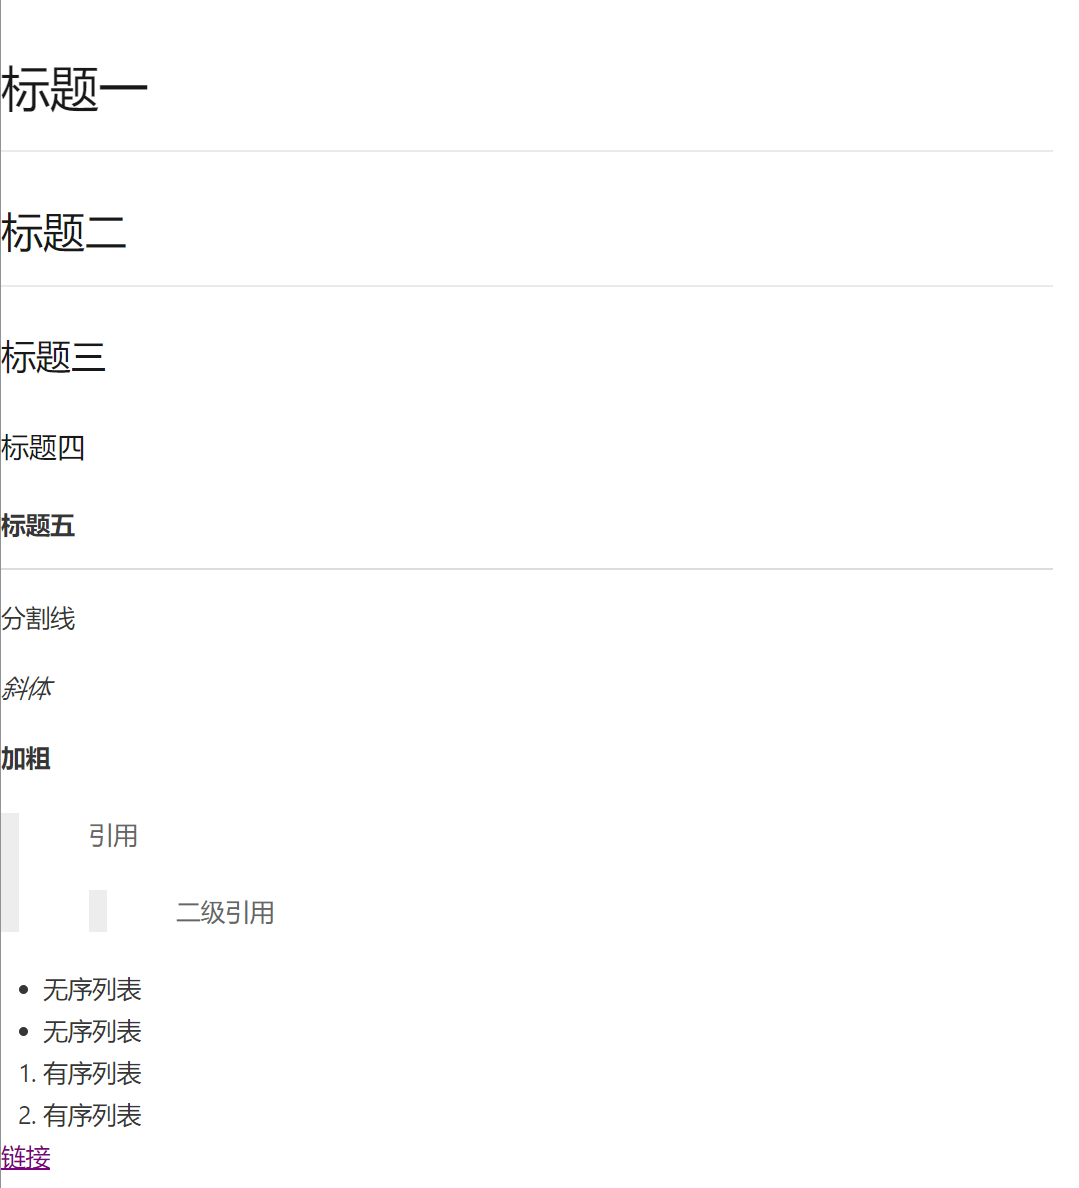 标题一
标题二
标题三
标题四
标题五
分割线
斜体
加粗
引用
二级引用
• 无序列表
• 无序列表
1. 有序列表
2. 有序列表
链接